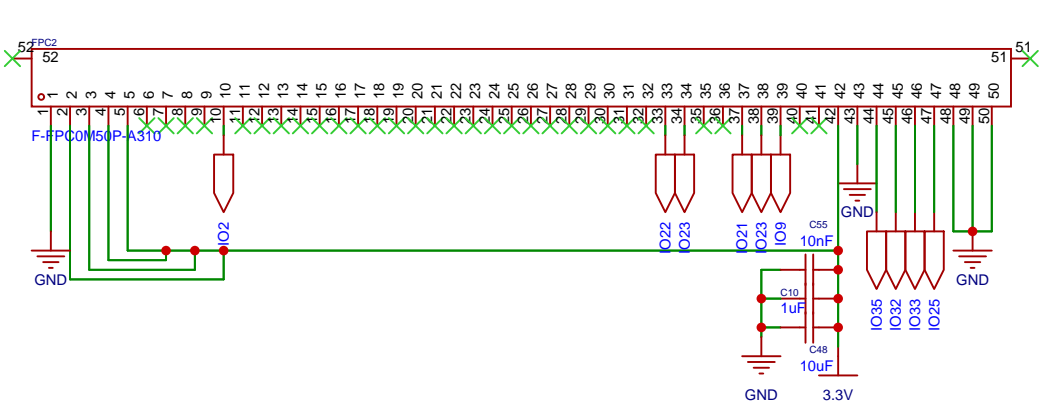 52 FPC2
51
52
51
1 2 3 4 5 6 7 8 9 10 11 12 13 14 15 16 17 18 19 20 21 22 23 24 25 26 27 28 29 30 31 32 33 34 35 36 37 38 39 40 41 42 43 44 45 46 47 48 49 50
1 2 3 4 5 6 7 8 9 10 11 12 13 14 15 16 17 18 19 20 21 22 23 24 25 26 27 28 29 30 31 32 33 34 35 36 37 38 39 40 41 42 43 44 45 46 47 48 49 50
F-FPC0M50P-A310
IO2
IO22
IO23
IO21
IO23
IO9
GND
C55
10nF
GND
GND
C10
1uF
IO35
IO32
IO33
IO25
C48
10uF
GND
3.3V